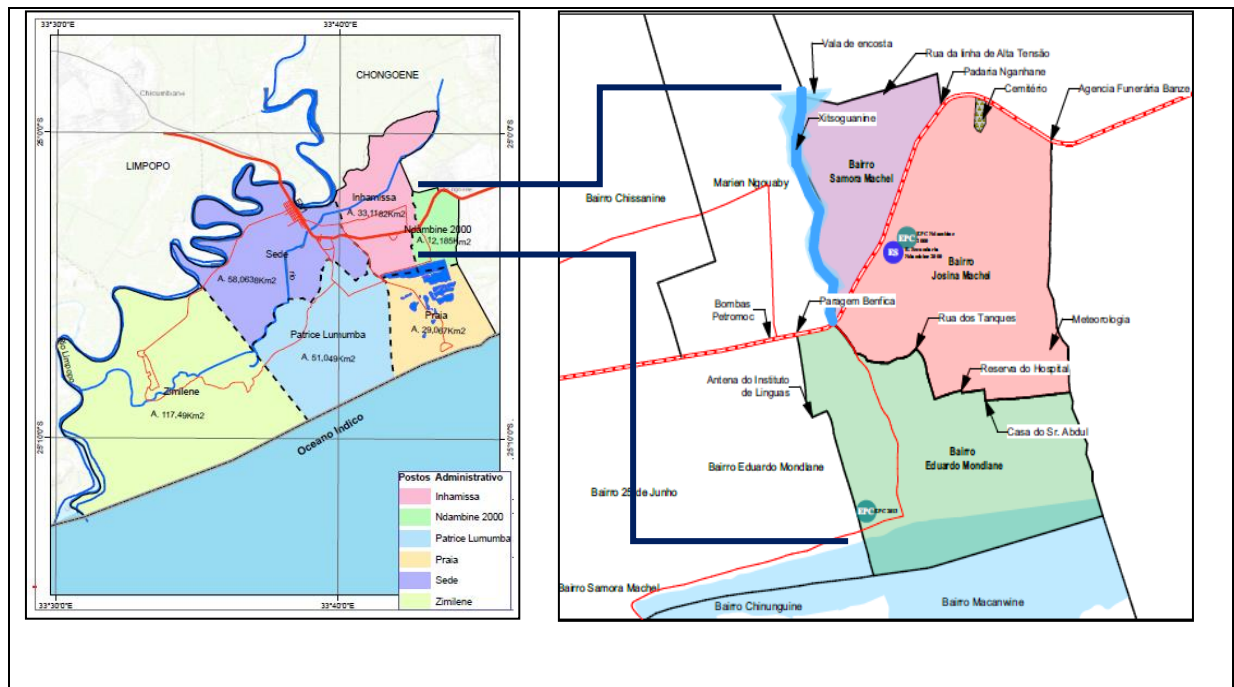 33°30'0"E
33°40'0"E
CHONGOENE
Chicumbane
25°0'0"S
25°0'0"S
LIMPOPO
Inhamissa
A. 33,1182Km2
Ndambine 2000
A. 12,185Km2
Sede
A. 58,0638Km2
Praia
A. 29,067Km2
Patrice Lumumba
A. 51,049Km2
Rio Limpopo
Zimilene
A. 117,49Km2
Oceano Indico
25°10'0"S
25°10'0"S
Postos Administrativo
Inhamissa
Ndambine 2000
Patrice Lumumba
Praia
Sede
Zimilene
33°30'0"E
33°40'0"E
Vala de encosta
Rua da linha de Alta Tensão
Padaria Nganhane
Cemitério
Agencia Funerária Banze
Xitsoguanine
Bairro
Samora Machel
Marien Ngouaby
Bairro Chissanine
EPC
ES
Bairro
Josina Machel
Bombas
Petromoc
Paragem Benfica
Rua dos Tanques
Meteorologia
Reserva do Hospital
Antena do Instituto
de Linguas
Casa do Sr. Abdul
Bairro
Eduardo Mondlane
Bairro Eduardo Mondlane
Bairro 25 de Junho
EPC
Bairro Samora Machel
Bairro Chinunguine
Bairro Macanwine